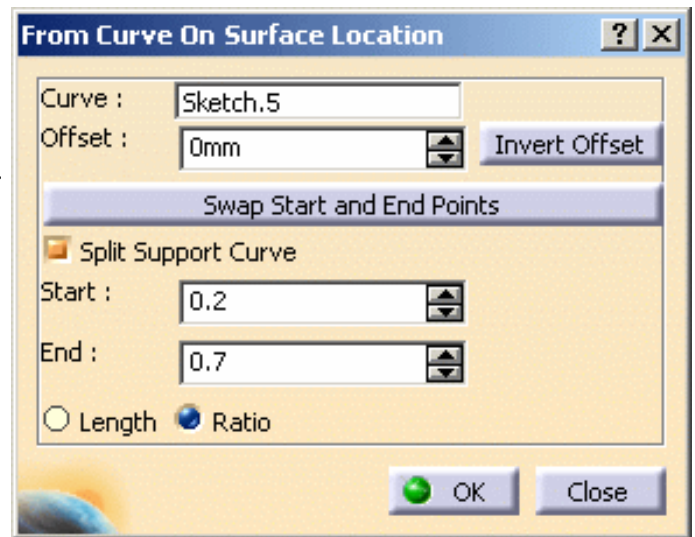 From Curve On Surface Location ? X
Curve : Sketch.5
Offset : 0mm Invert Offset
Swap Start and End Points
Split Support Curve
Start : 0.2
End : 0.7
Length Ratio
OK Close